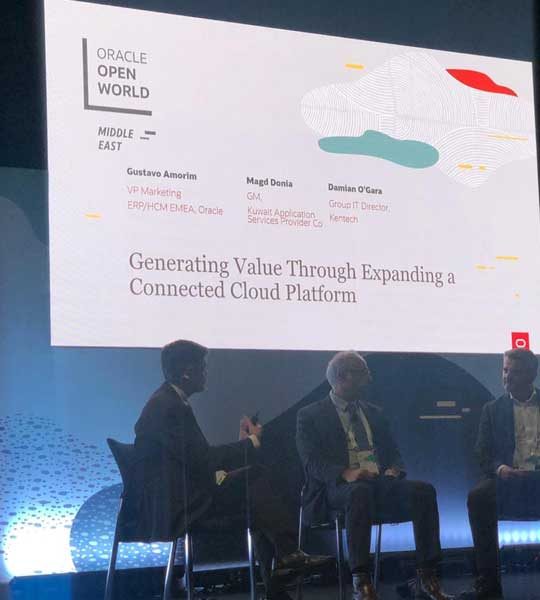 ORACLE
OPEN
WORLD
MIDDLE
EAST
Gustavo Amorim
VP Marketing
ERP/HCM EMEA, Oracle
Magd Donia
GM,
Kuwait Application
Services Provider Co
Damian O'Gara
Group IT Director,
Kentech
Generating Value Through Expanding a
Connected Cloud Platform